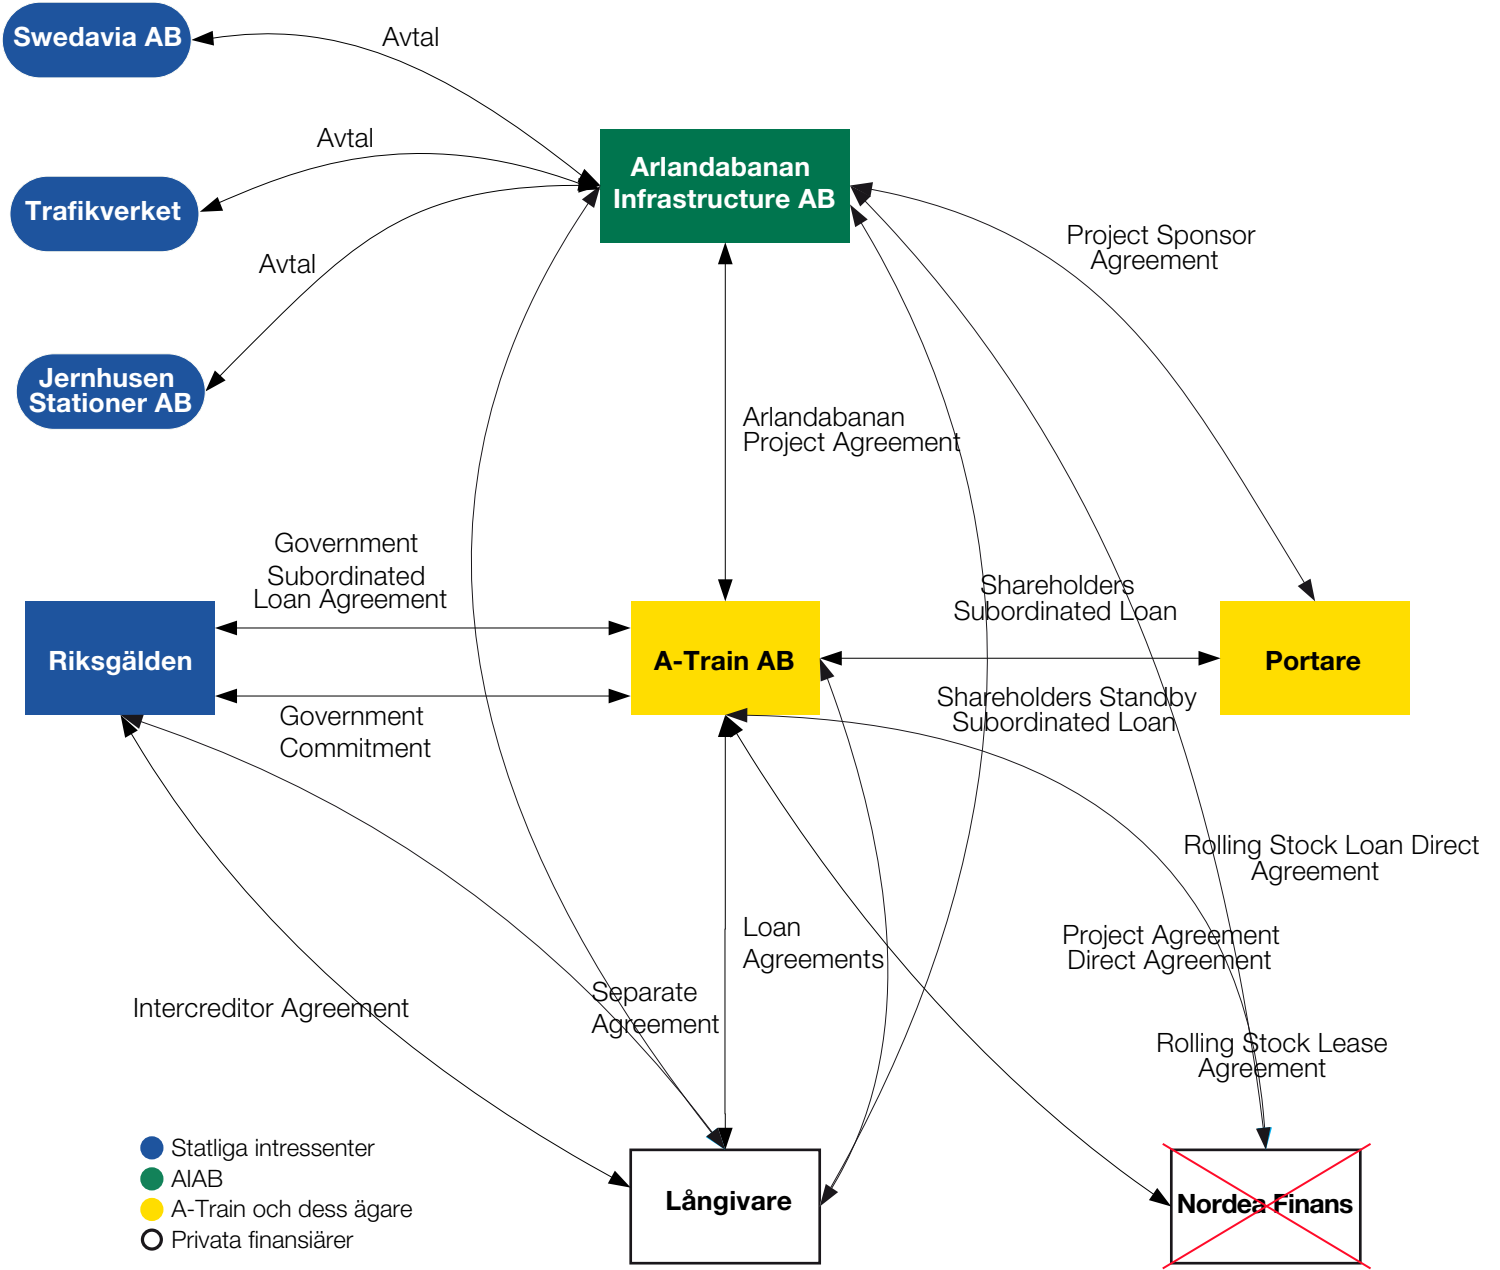 Swedavia AB
Avtal
Avtal
Arlandabanan
Infrastructure AB
Trafikverket
Avtal
Project Sponsor
Agreement
Jernhusen
Stationer AB
Arlandabanan
Project Agreement
Government
Subordinated
Loan Agreement
Shareholders
Subordinated Loan
Riksgälden
A-Train AB
Portare
Shareholders Standby
Subordinated Loan
Government
Commitment
Rolling Stock Loan Direct
Agreement
Loan
Agreements
Project Agreement
Direct Agreement
Intercreditor Agreement
Separate
Agreement
Rolling Stock Lease
Agreement
Statliga intressenter
AIAB
A-Train och dess ägare
Privata finansiärer
Långivare
Nordea Finans